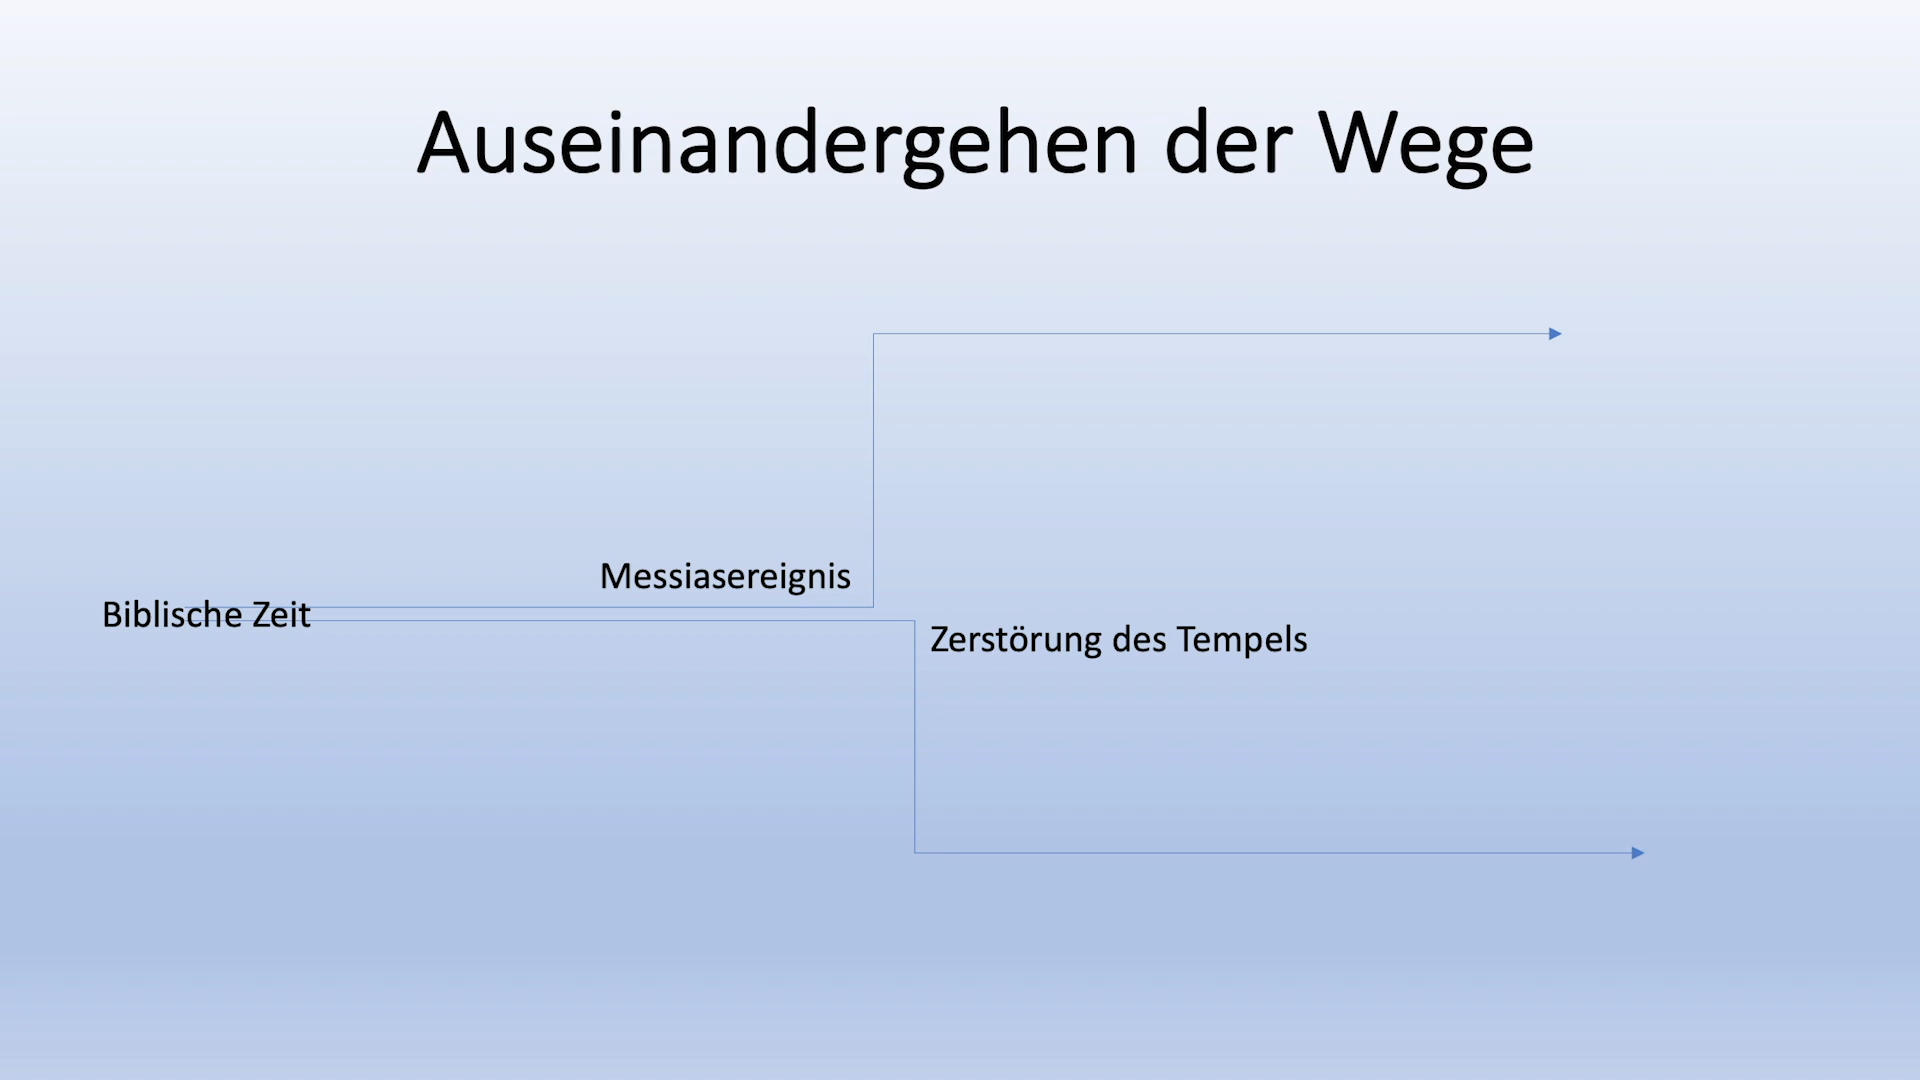 Auseinandergehen der Wege
Messiasereignis
Biblische Zeit
Zerstörung des Tempels